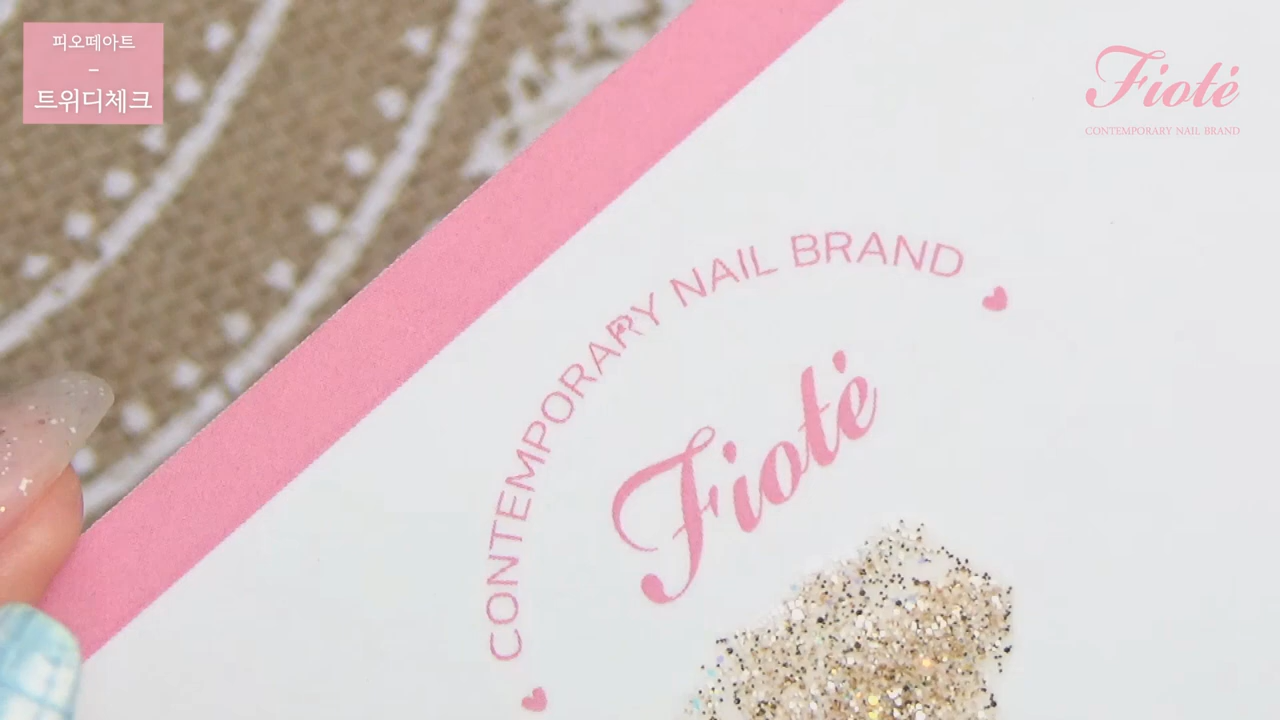 피오떼아트
–
트위디체크
Fioté
CONTEMPORARY NAIL BRAND
CONTEMPORARY NAIL BRAND
Fioté